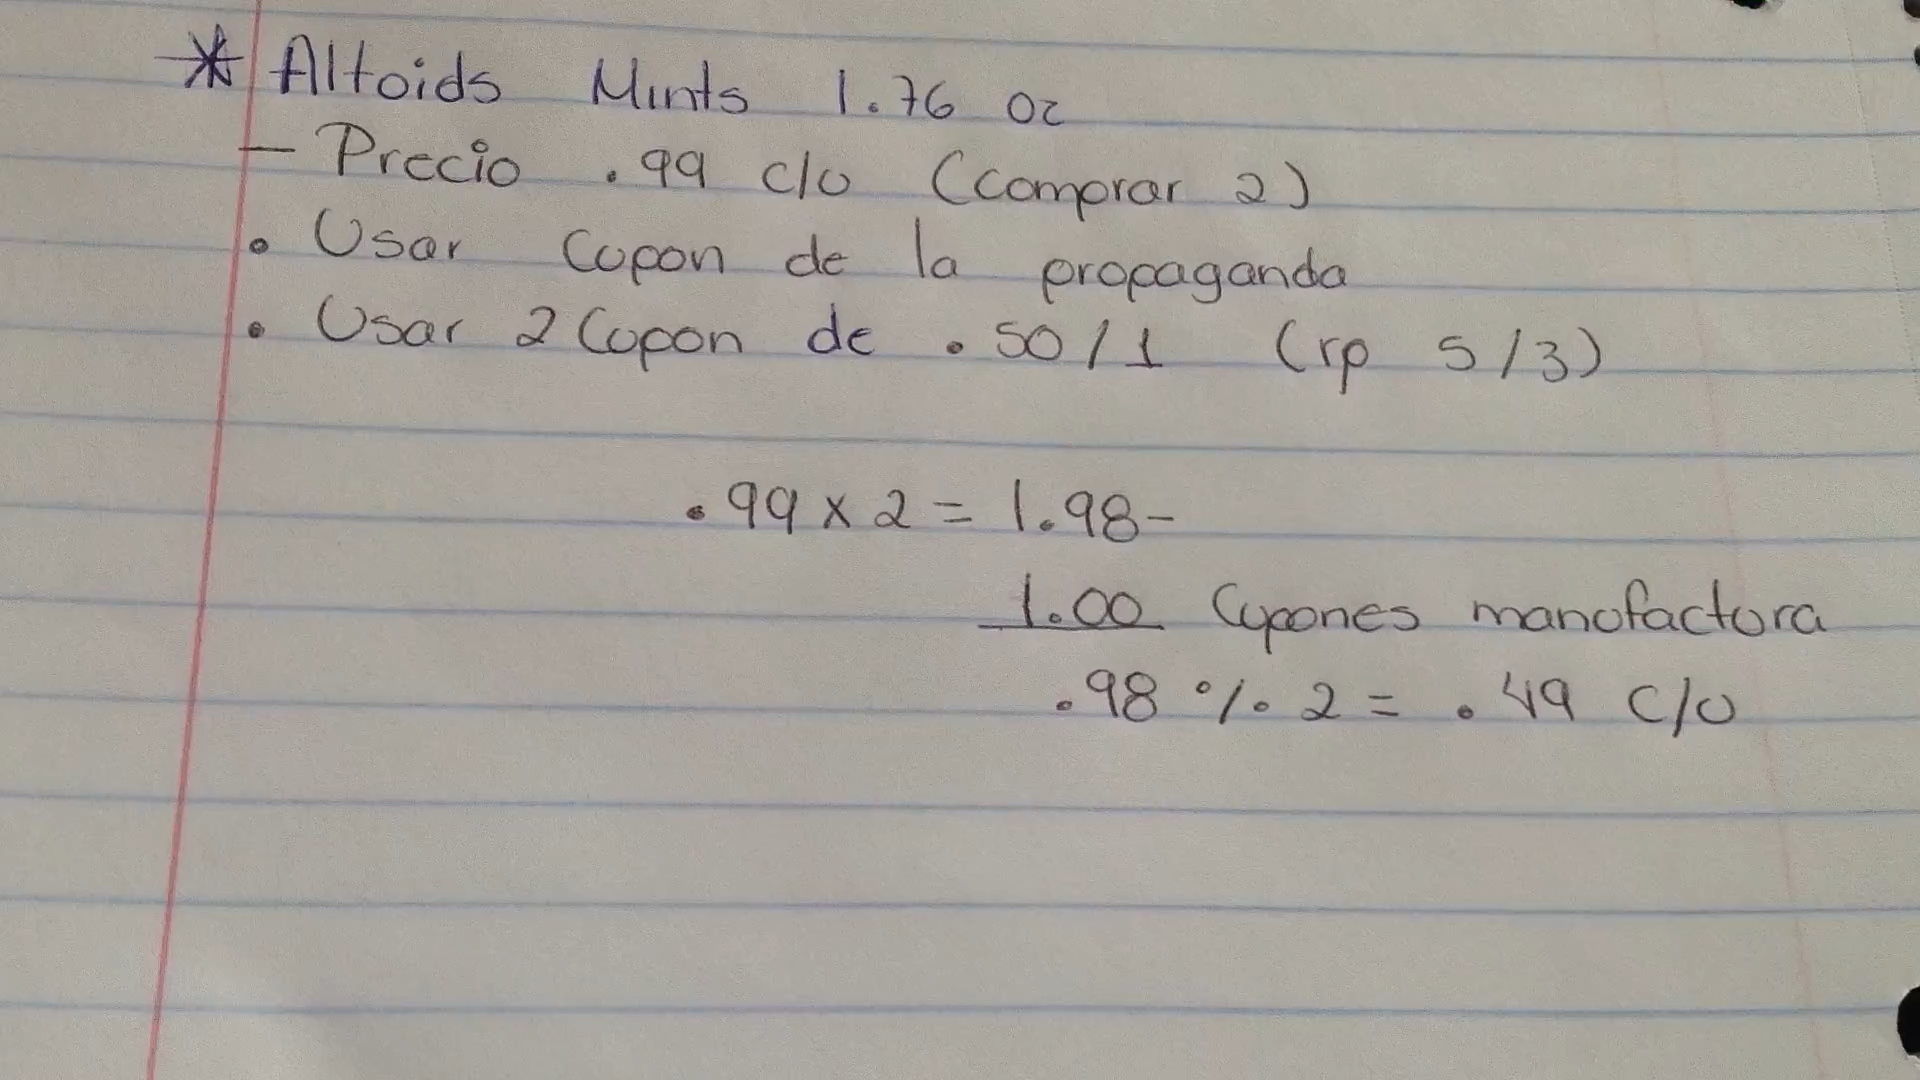 * Altoids Mints 1.76 oz
- Precio .99 c/u (comprar 2)
• Usar Cupon de la propaganda
• Usar 2 Cupon de .50/1 (rp 5/3)
.99 x 2 = 1.98-
1.00 Cupones manofactura
.98 % 2 = .49 c/u